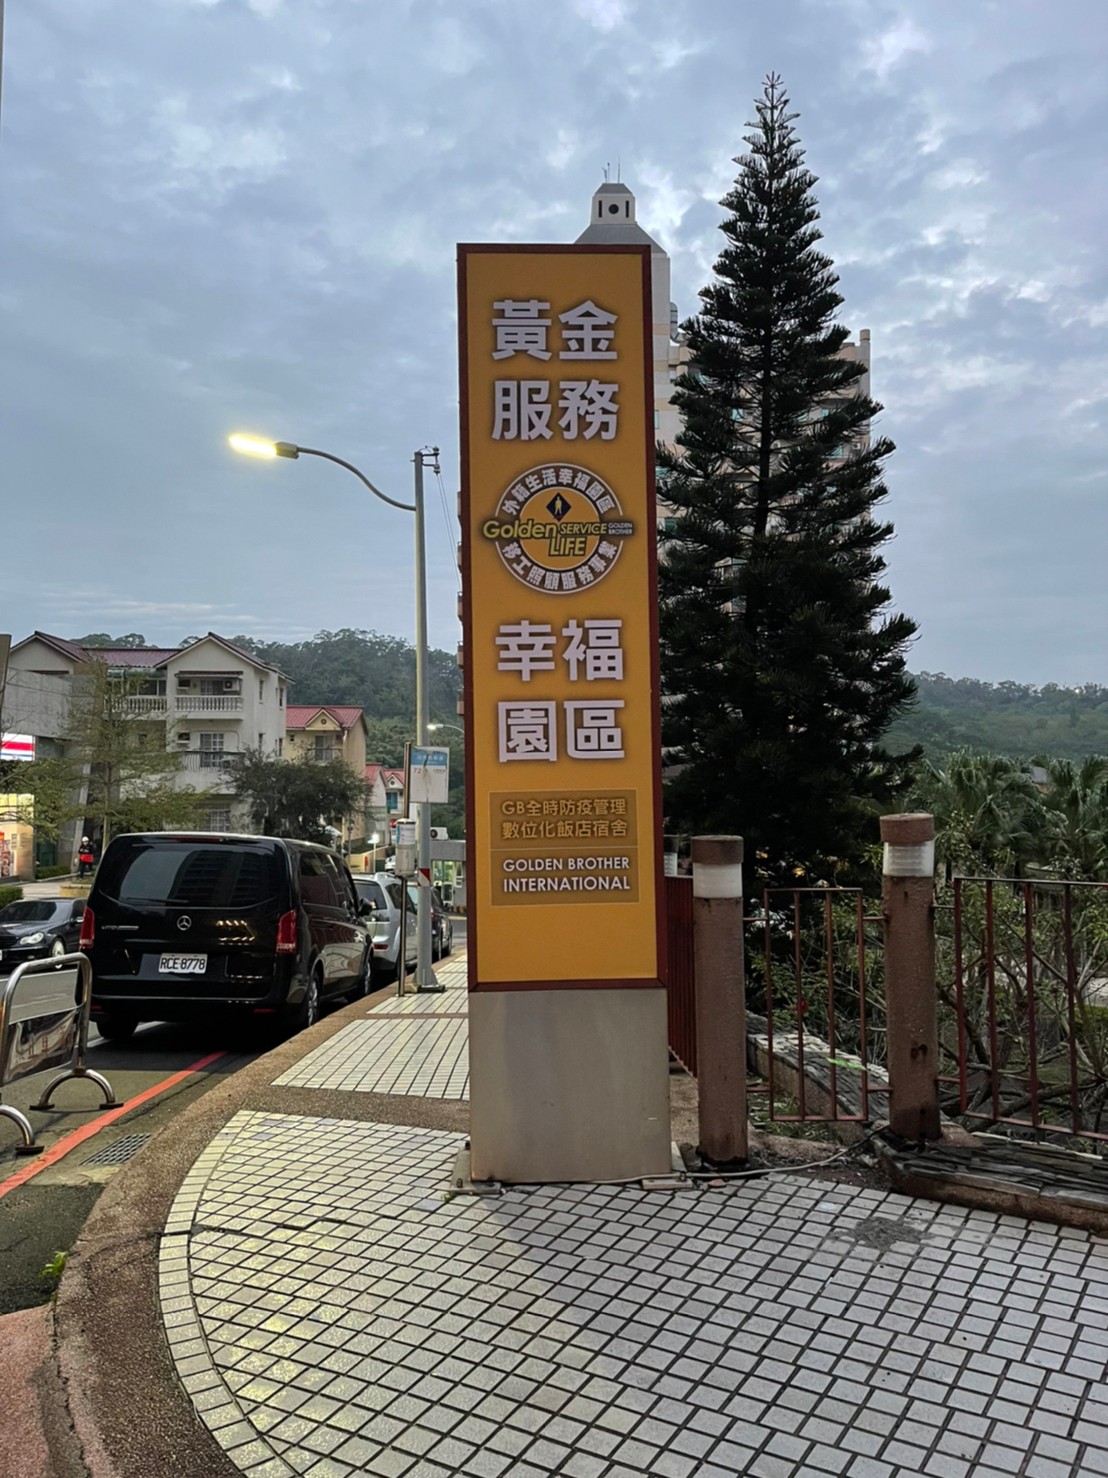 黃金
服務
外籍生活幸福園區
Golden SERVICE
LIFE
GOLDEN
BROTHER
移工照顧服務專業
幸福
園區
GB全時防疫管理
數位化飯店宿舍
GOLDEN BROTHER
INTERNATIONAL
RCE-8778
72